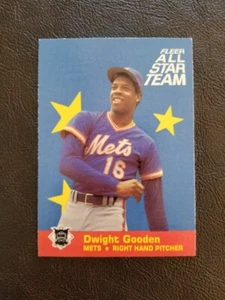 FLEER
ALL
STAR
TEAM
Mets
16
Dwight Gooden
METS ★ RIGHT HAND PITCHER